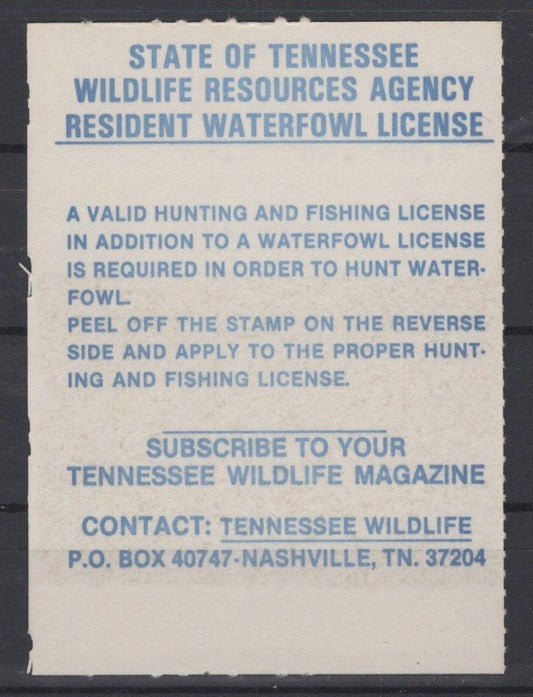 STATE OF TENNESSEE
WILDLIFE RESOURCES AGENCY
RESIDENT WATERFOWL LICENSE
A VALID HUNTING AND FISHING LICENSE
IN ADDITION TO A WATERFOWL LICENSE
IS REQUIRED IN ORDER TO HUNT WATER-
FOWL.
PEEL OFF THE STAMP ON THE REVERSE
SIDE AND APPLY TO THE PROPER HUNT-
ING AND FISHING LICENSE.
SUBSCRIBE TO YOUR
TENNESSEE WILDLIFE MAGAZINE
CONTACT: TENNESSEE WILDLIFE
P.O. BOX 40747-NASHVILLE, TN. 37204